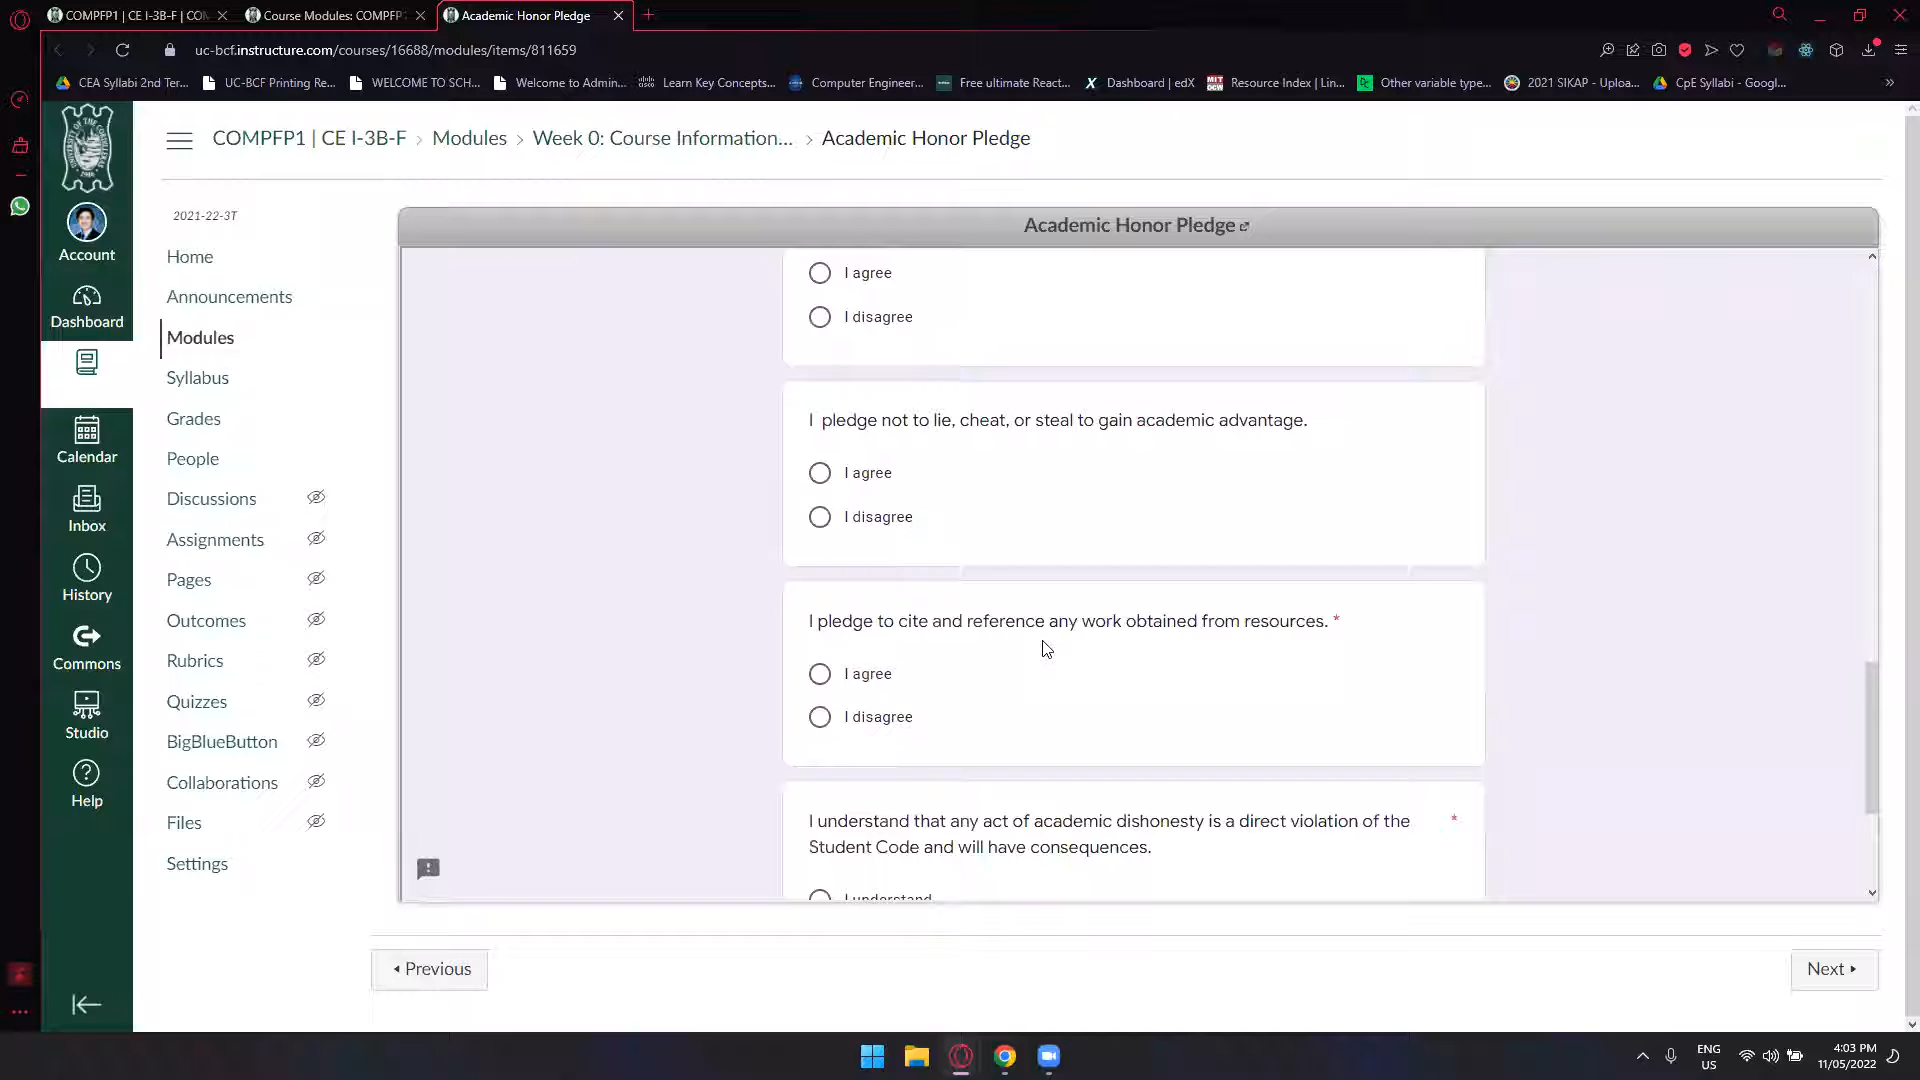 COMPFP1 | CE I-3B-F | CO
Course Modules: COMPFP
Academic Honor Pledge
uc-bcf.instructure.com/courses/16688/modules/items/811659
CEA Syllabi 2nd Ter...
UC-BCF Printing Re...
WELCOME TO SCH...
Welcome to Admin...
Learn Key Concepts...
Computer Engineer...
Free ultimate React...
Dashboard | edX
Resource Index | Lin...
Other variable type...
2021 SIKAP - Uploa...
CpE Syllabi - Googl...
COMPFP1 | CE I-3B-F > Modules > Week 0: Course Information... > Academic Honor Pledge
Account
Dashboard
Calendar
Inbox
History
Commons
Studio
Help
2021-22-3T
Home
Announcements
Modules
Syllabus
Grades
People
Discussions
Assignments
Pages
Outcomes
Rubrics
Quizzes
BigBlueButton
Collaborations
Files
Settings
Academic Honor Pledge
I agree
I disagree
I pledge not to lie, cheat, or steal to gain academic advantage.
I agree
I disagree
I pledge to cite and reference any work obtained from resources. *
I agree
I disagree
I understand that any act of academic dishonesty is a direct violation of the *
Student Code and will have consequences.
I understand
Previous
Next
ENG
US
4:03 PM
11/05/2022